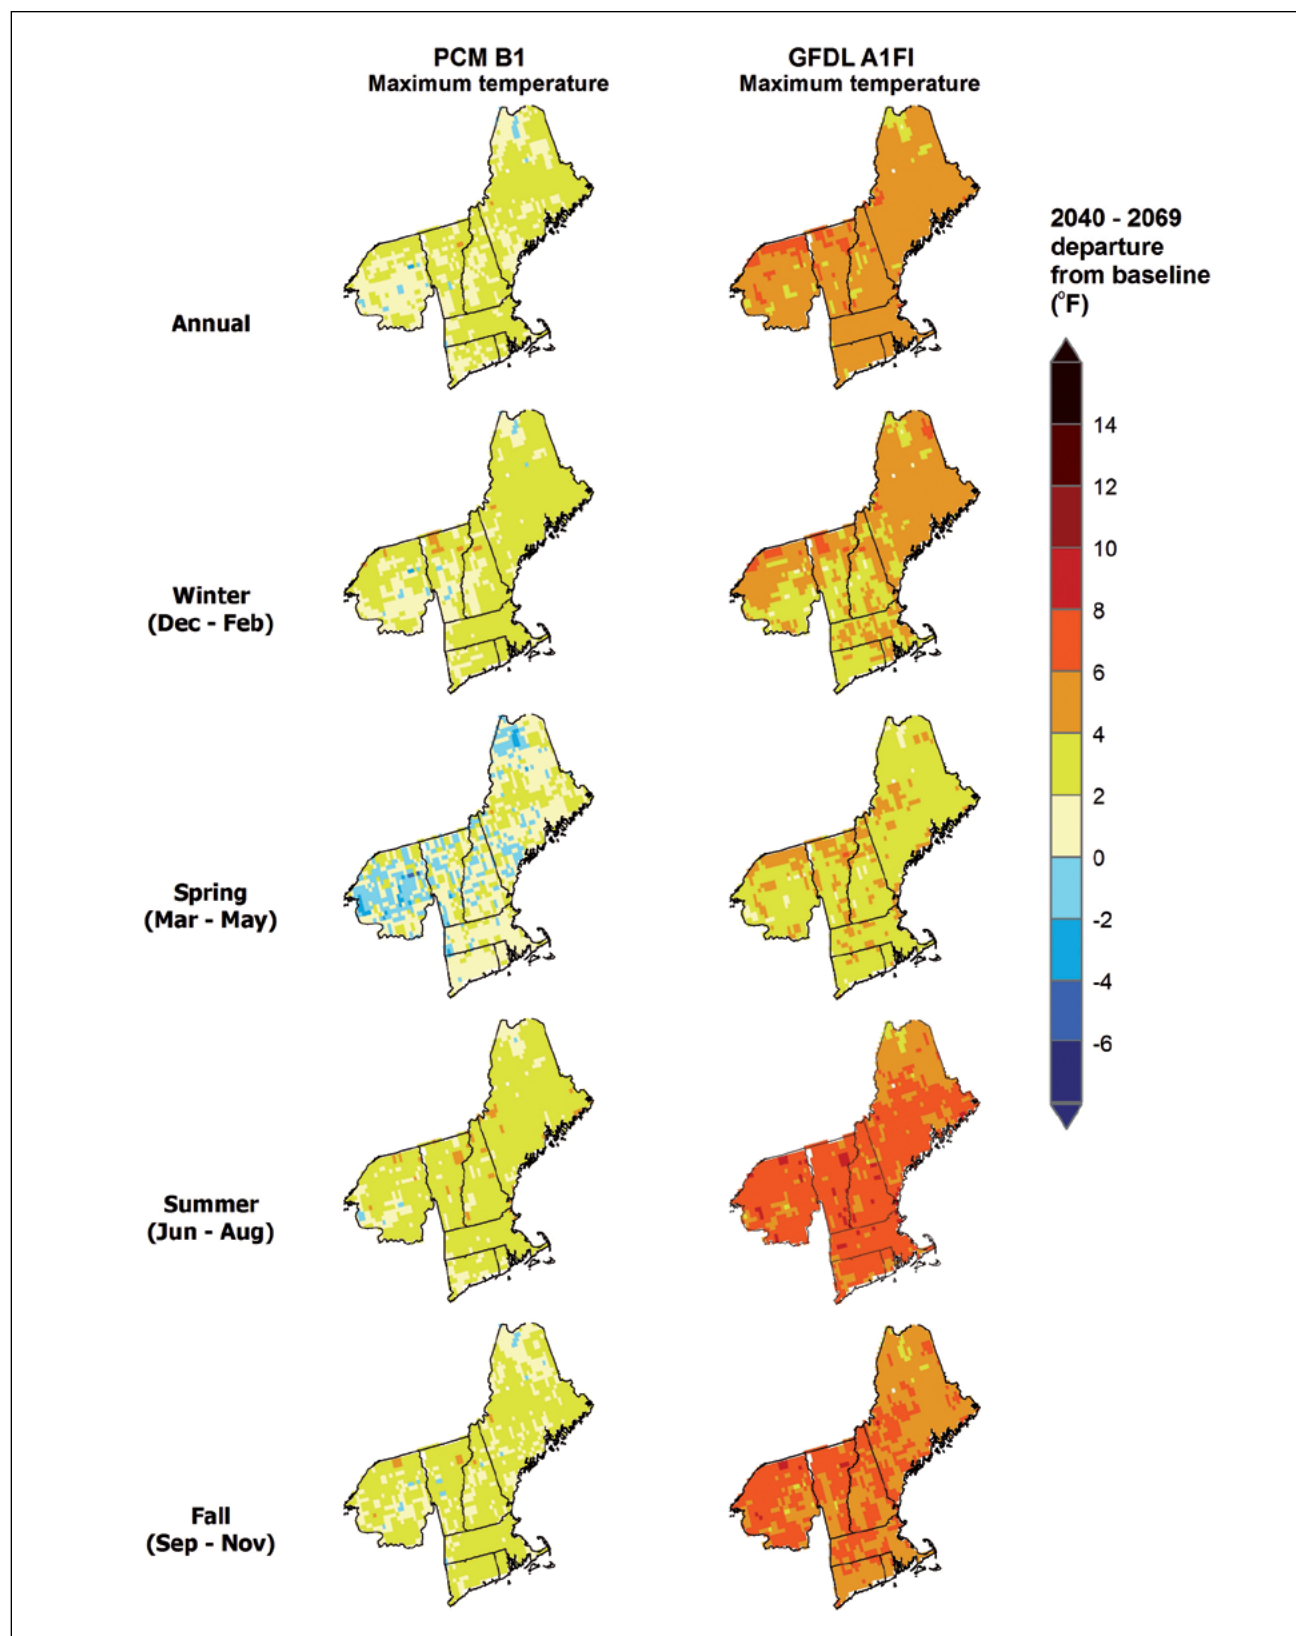 PCM B1
Maximum temperature
GFDL A1FI
Maximum temperature
2040 - 2069
departure
from baseline
(°F)
Annual
Winter
(Dec - Feb)
Spring
(Mar - May)
Summer
(Jun - Aug)
Fall
(Sep - Nov)
14
12
10
8
6
4
2
0
-2
-4
-6